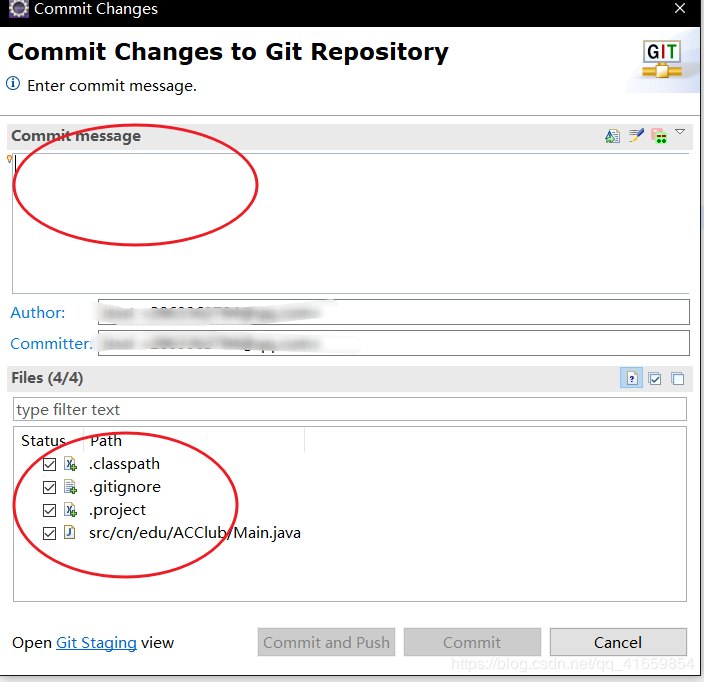 Commit Changes
Commit Changes to Git Repository
GIT
Enter commit message.
Commit message
Author:
Committer:
Files (4/4)
type filter text
Status Path
.classpath
.gitignore
.project
src/cn/edu/ACClub/Main.java
Open Git Staging view
Commit and Push
Commit
Cancel
https://blog.csdn.net/qq_41659854